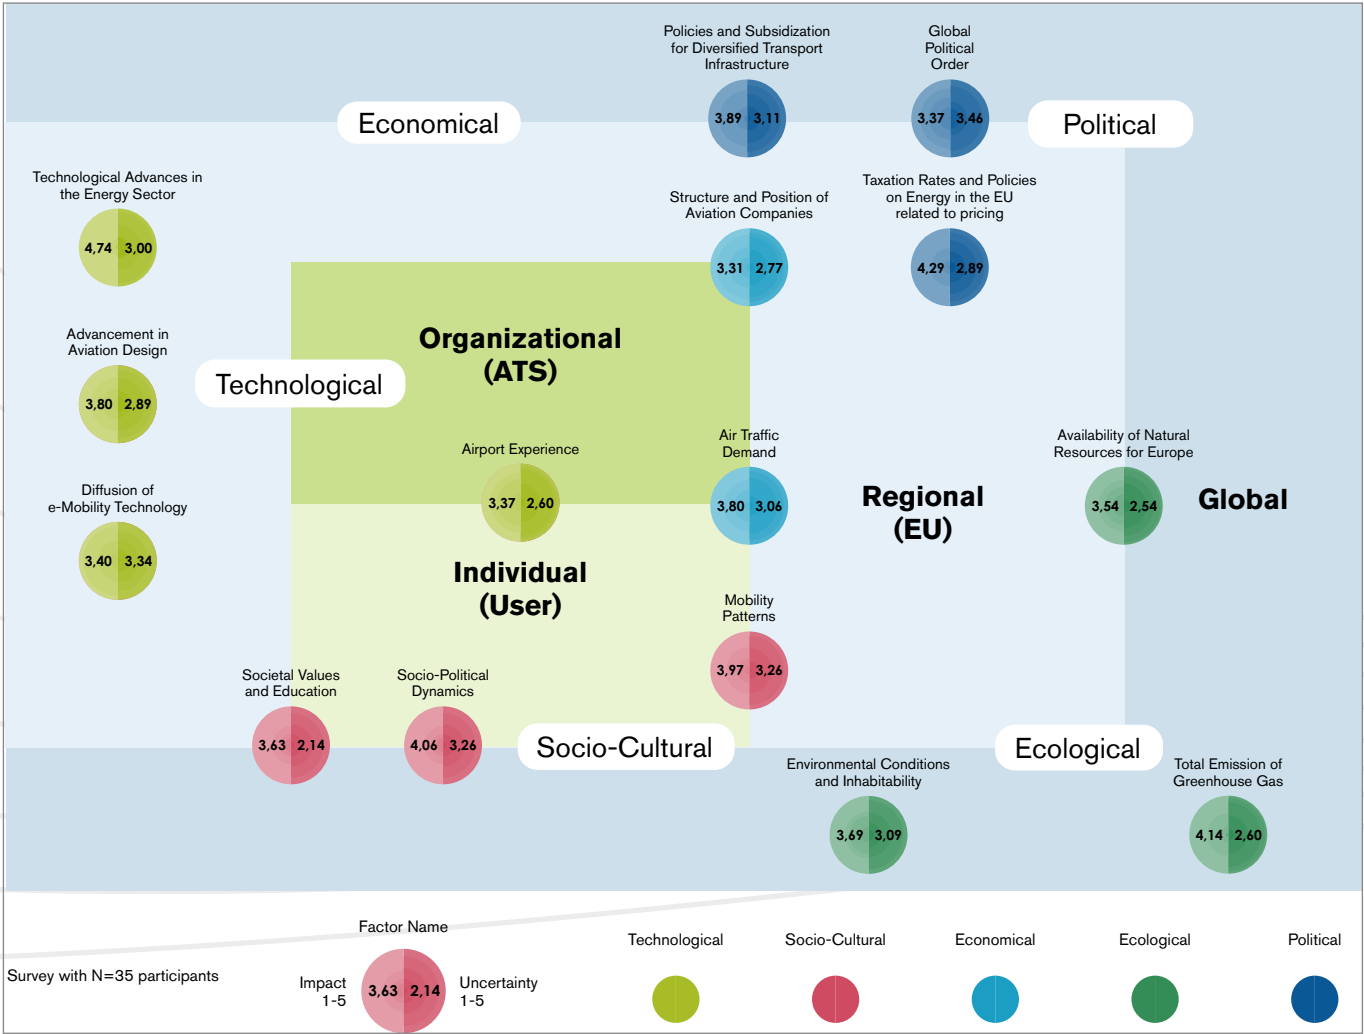 Policies and Subsidization
for Diversified Transport
Infrastructure
3,89 3,11
Global
Political
Order
3,37 3,46
Economical
Political
Technological Advances in
the Energy Sector
4,74 3,00
Structure and Position of
Aviation Companies
3,31 2,77
Taxation Rates and Policies
on Energy in the EU
related to pricing
4,29 2,89
Organizational
(ATS)
Advancement in
Aviation Design
3,80 2,89
Technological
Airport Experience
3,37 2,60
Air Traffic
Demand
3,80 3,06
Regional
(EU)
Availability of Natural
Resources for Europe
3,54 2,54
Global
Diffusion of
e-Mobility Technology
3,40 3,34
Individual
(User)
Mobility
Patterns
3,97 3,26
Societal Values
and Education
3,63 2,14
Socio-Political
Dynamics
4,06 3,26
Socio-Cultural
Ecological
Environmental Conditions
and Inhabitability
3,69 3,09
Total Emission of
Greenhouse Gas
4,14 2,60
Survey with N=35 participants
Factor Name
Impact
1-5
3,63 2,14
Uncertainty
1-5
Technological
Socio-Cultural
Economical
Ecological
Political